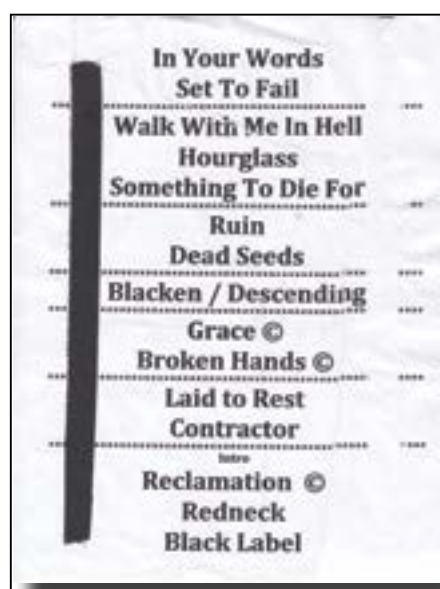 In Your Words
Set To Fail
Walk With Me In Hell
Hourglass
Something To Die For
Ruin
Dead Seeds
Blacken / Descending
Grace ©
Broken Hands ©
Laid to Rest
Contractor
Intro
Reclamation ©
Redneck
Black Label